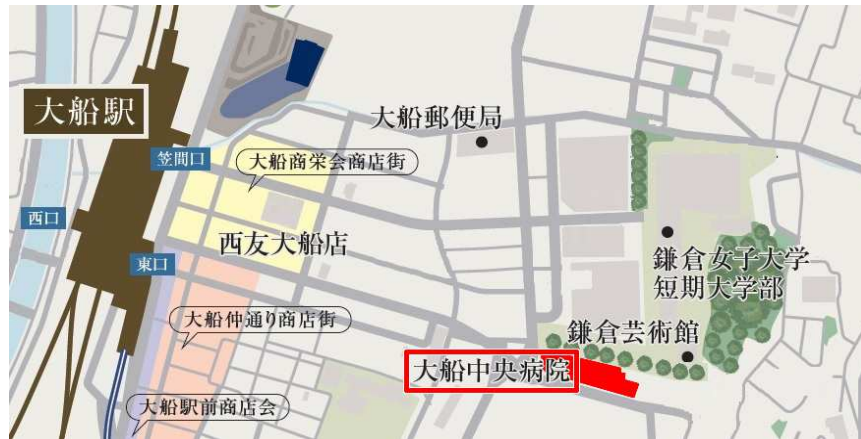 大船駅
大船郵便局
笠間口
大船商栄会商店街
西口
西友大船店
東口
鎌倉女子大学
短期大学部
大船仲通り商店街
鎌倉芸術館
大船中央病院
大船駅前商店会